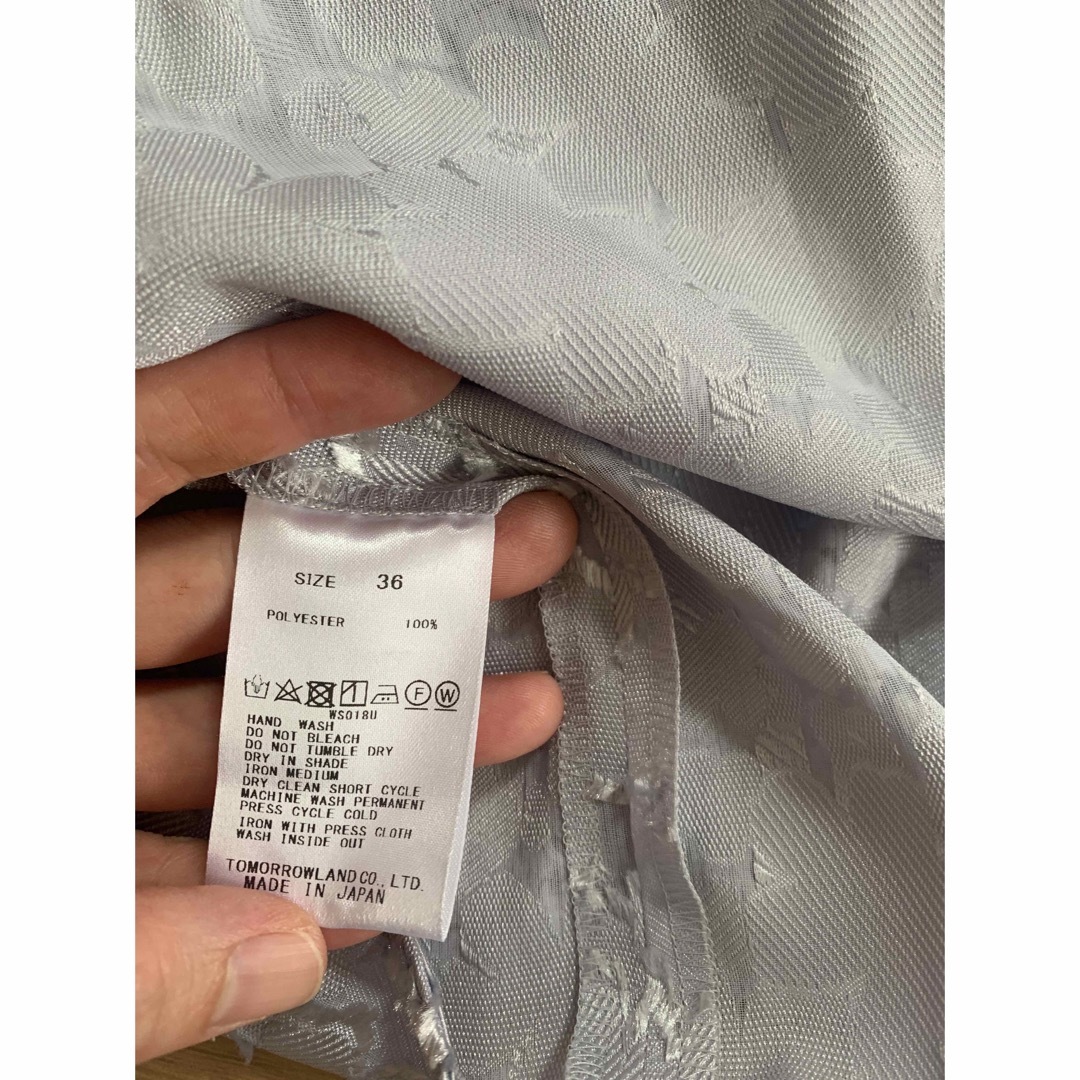 SIZE 36
POLYESTER 100%
F W
WS018U
HAND WASH
DO NOT BLEACH
DO NOT TUMBLE DRY
DRY IN SHADE
IRON MEDIUM
DRY CLEAN SHORT CYCLE
MACHINE WASH PERMANENT
PRESS CYCLE COLD
IRON WITH PRESS CLOTH
WASH INSIDE OUT
TOMORROWLAND CO., LTD.
MADE IN JAPAN